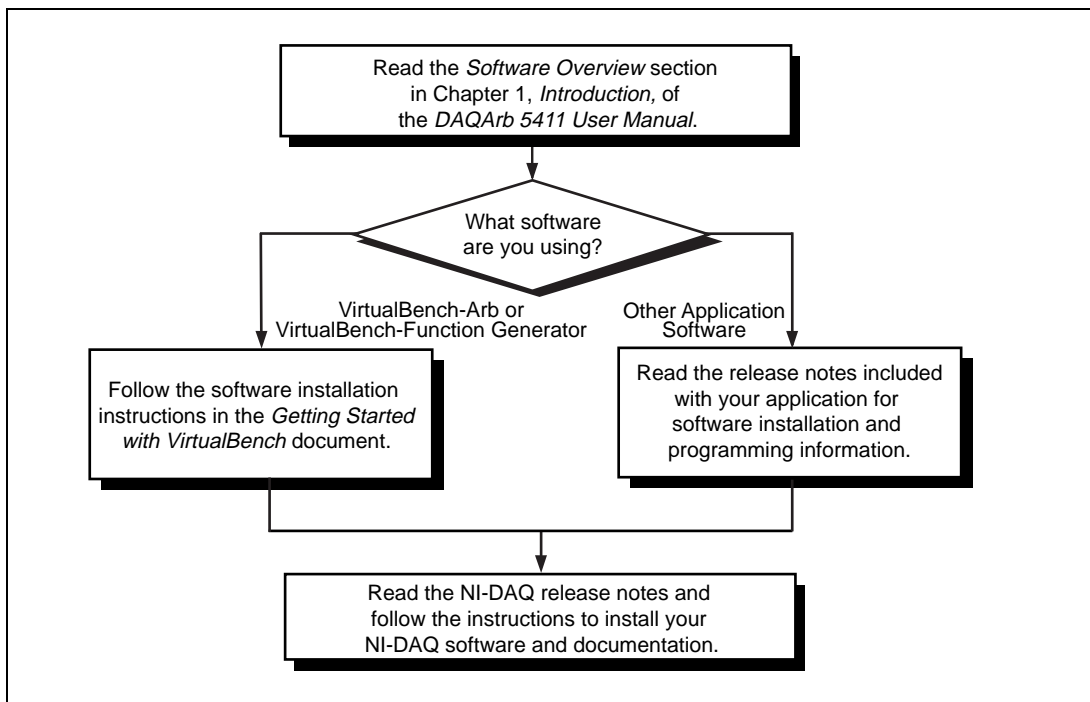 Read the Software Overview section
in Chapter 1, Introduction, of
the DAQArb 5411 User Manual.
What software
are you using?
VirtualBench-Arb or
VirtualBench-Function Generator
Other Application
Software
Follow the software installation
instructions in the Getting Started
with VirtualBench document.
Read the release notes included
with your application for
software installation and
programming information.
Read the NI-DAQ release notes and
follow the instructions to install your
NI-DAQ software and documentation.